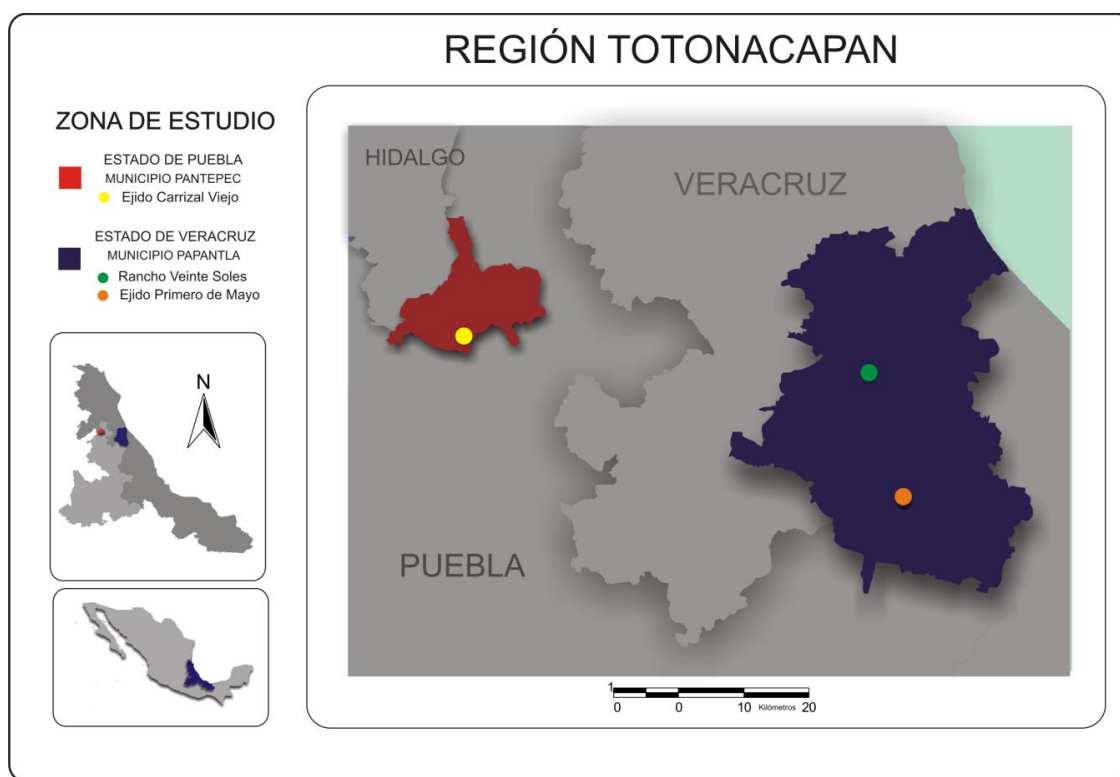 REGIÓN TOTONACAPAN
ZONA DE ESTUDIO
ESTADO DE PUEBLA
MUNICIPIO PANTEPEC
Ejido Carrizal Viejo
ESTADO DE VERACRUZ
MUNICIPIO PAPANTLA
Rancho Veinte Soles
Ejido Primero de Mayo
N
HIDALGO
VERACRUZ
PUEBLA
1
0 0 10 Kilómetros 20